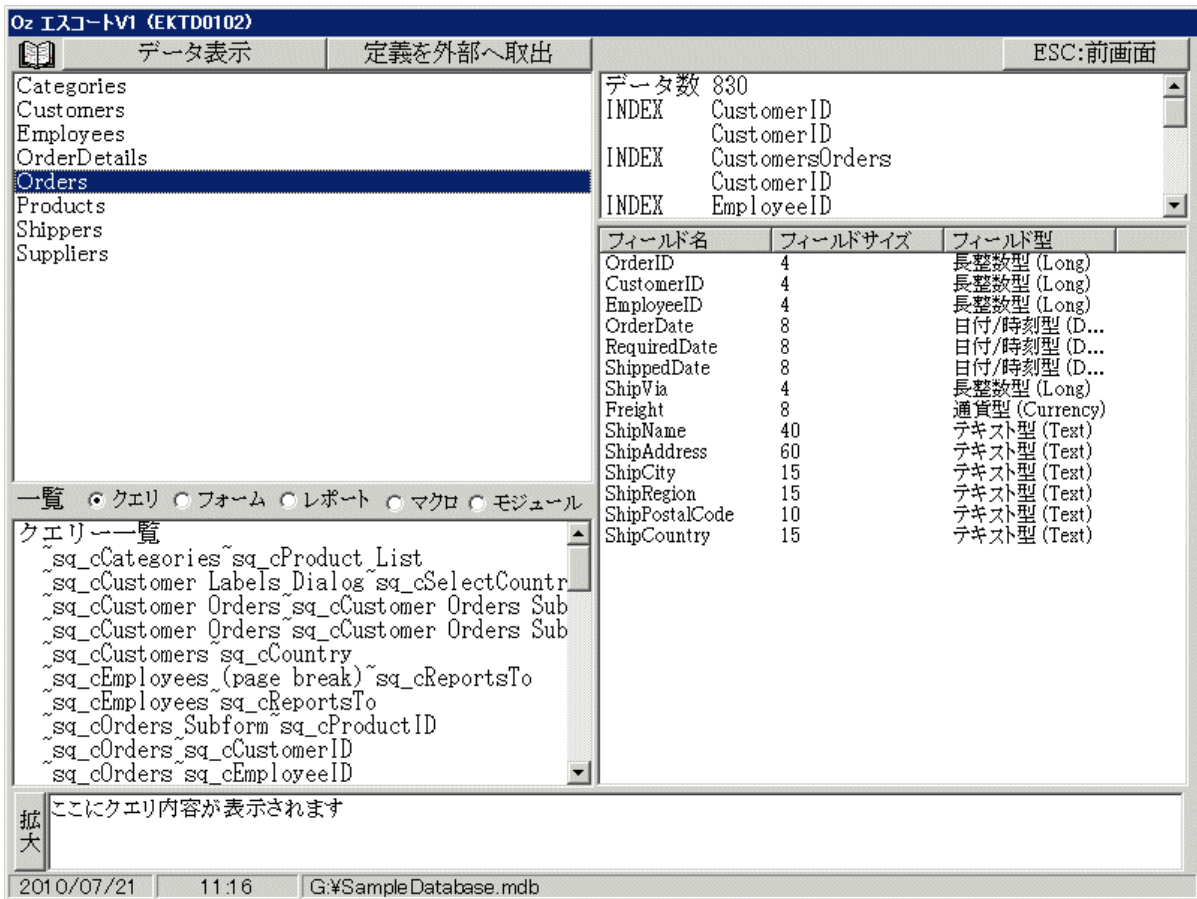 Oz エスコートV1 (EKTD0102)
データ表示 定義を外部へ取出 ESC:前画面
Categories
Customers
Employees
OrderDetails
Orders
Products
Shippers
Suppliers
データ数 830
INDEX CustomerID
CustomerID
INDEX CustomersOrders
CustomerID
INDEX EmployeeID
フィールド名 フィールドサイズ フィールド型
OrderID 4 長整数型(Long)
CustomerID 4 長整数型(Long)
EmployeeID 4 長整数型(Long)
OrderDate 8 日付/時刻型(D...
RequiredDate 8 日付/時刻型(D...
ShippedDate 8 日付/時刻型(D...
ShipVia 4 長整数型(Long)
Freight 8 通貨型(Currency)
ShipName 40 テキスト型(Text)
ShipAddress 60 テキスト型(Text)
ShipCity 15 テキスト型(Text)
ShipRegion 15 テキスト型(Text)
ShipPostalCode 10 テキスト型(Text)
ShipCountry 15 テキスト型(Text)
一覧 クエリ フォーム レポート マクロ モジュール
クエリー一覧
~sq_cCategories~sq_cProduct List
~sq_cCustomer Labels Dialog~sq_cSelectCountr
~sq_cCustomer Orders~sq_cCustomer Orders Sub
~sq_cCustomer Orders~sq_cCustomer Orders Sub
~sq_cCustomers~sq_cCountry
~sq_cEmployees (page break)~sq_cReportsTo
~sq_cEmployees~sq_cReportsTo
~sq_cOrders Subform~sq_cProductID
~sq_cOrders~sq_cCustomerID
~sq_cOrders~sq_cEmployeeID
拡大
ここにクエリ内容が表示されます
2010/07/21 11:16 G:¥SampleDatabase.mdb